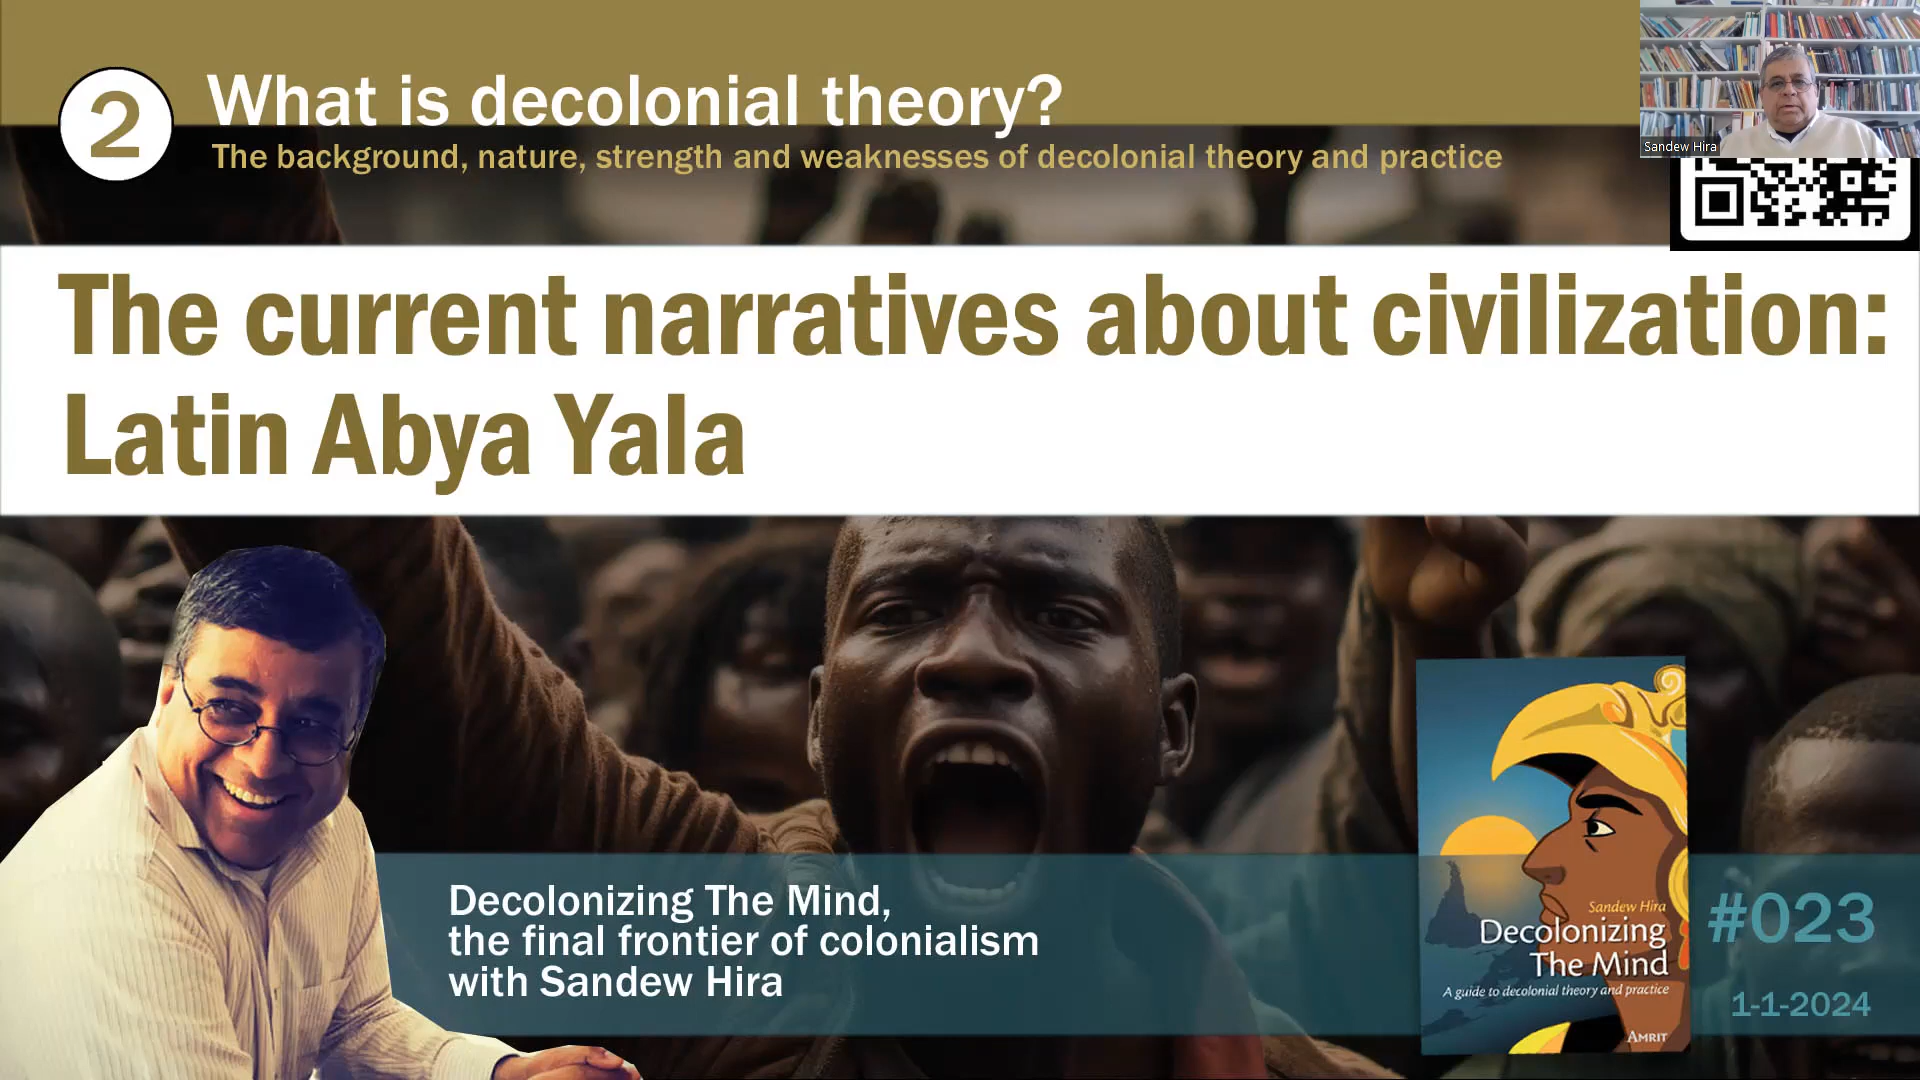 2
What is decolonial theory?
The background, nature, strength and weaknesses of decolonial theory and practice
Sandew Hira
The current narratives about civilization:
Latin Abya Yala
Decolonizing The Mind,
the final frontier of colonialism
with Sandew Hira
Sandew Hira
Decolonizing
The Mind
A guide to decolonial theory and practice
AMRIT
#023
1-1-2024